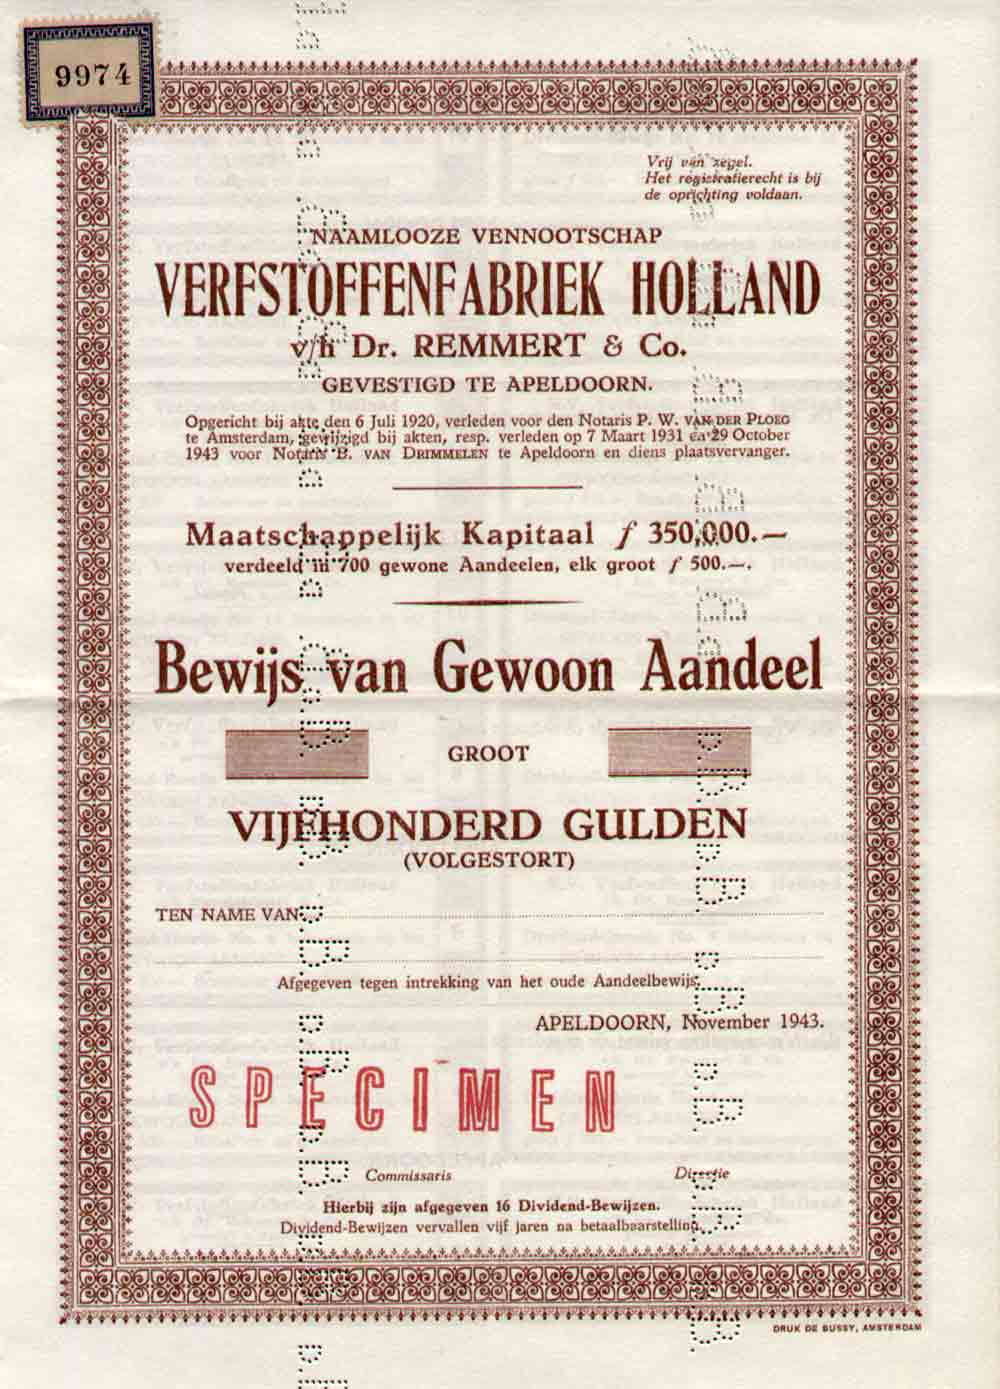 9974
Vrij van zegel.
Het registratierecht is bij
de oprichting voldaan.
NAAMLOOZE VENNOOTSCHAP
VERFSTOFFENFABRIEK HOLLAND
v/h Dr. REMMERT & Co.
GEVESTIGD TE APELDOORN.
Opgericht bij akte den 6 Juli 1920, verleden voor den Notaris P. W. VAN DER PLOEG
te Amsterdam, gewijzigd bij akten, resp. verleden op 7 Maart 1931 en 29 October
1943 voor Notaris B. VAN DRIMMELEN te Apeldoorn en diens plaatsvervanger.
Maatschappelijk Kapitaal ƒ 350,000.—
verdeeld in 700 gewone Aandeelen, elk groot ƒ 500.—.
Bewijs van Gewoon Aandeel
GROOT
VIJFHONDERD GULDEN
(VOLGESTORT)
TEN NAME VAN
Afgegeven tegen intrekking van het oude Aandeelbewijs.
APELDOORN, November 1943.
SPECIMEN
Commissaris Directie
Hierbij zijn afgegeven 16 Dividend-Bewijzen.
Dividend-Bewijzen vervallen vijf jaren na betaalbaarstelling.
DRUK DE BUSSY, AMSTERDAM